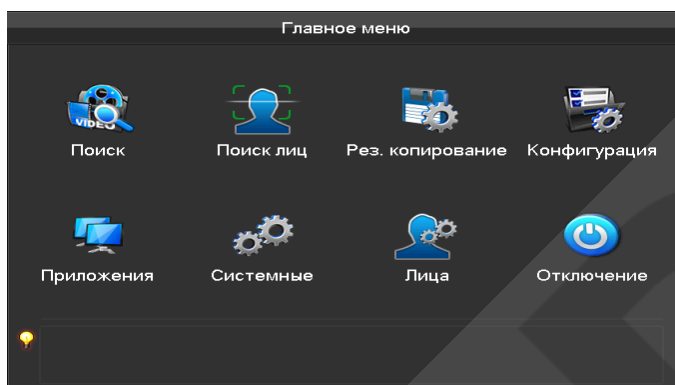 Главное меню
VIDEO
Поиск
Поиск лиц
Рез. копирование
Конфигурация
Приложения
Системные
Лица
Отключение